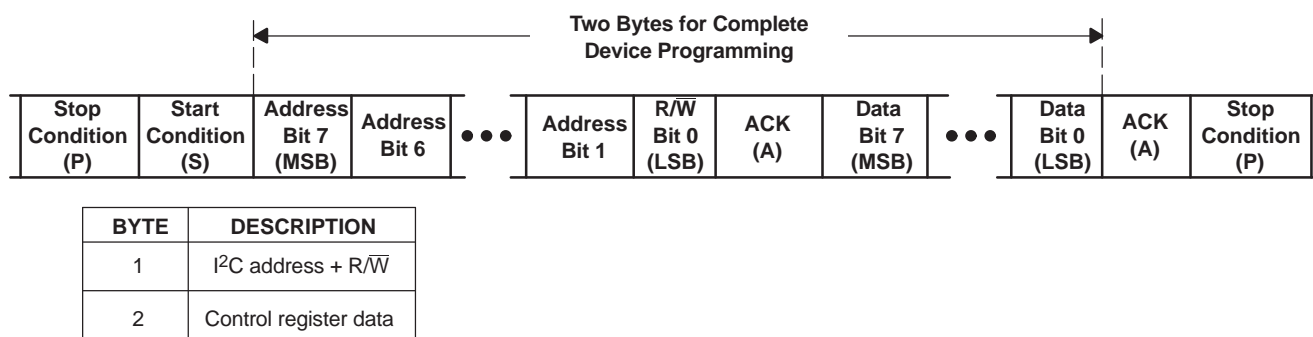 Two Bytes for Complete
Device Programming
Stop
Condition
(P)
Start
Condition
(S)
Address
Bit 7
(MSB)
Address
Bit 6
•••
Address
Bit 1
R/W̅
Bit 0
(LSB)
ACK
(A)
Data
Bit 7
(MSB)
•••
Data
Bit 0
(LSB)
ACK
(A)
Stop
Condition
(P)
BYTE DESCRIPTION
1 I²C address + R/W̅
2 Control register data